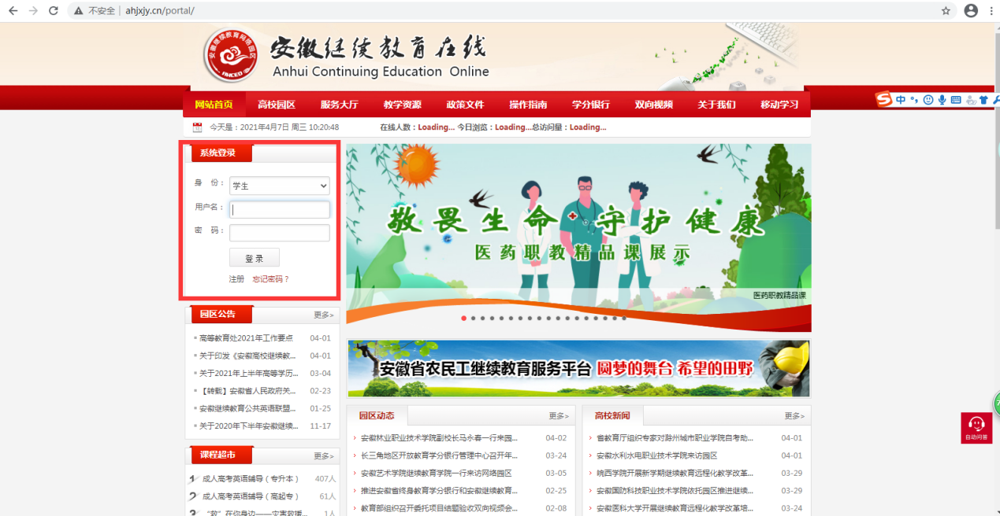 不安全 ahjxjy.cn/portal/
安徽继续教育在线
Anhui Continuing Education Online
网站首页 高校园区 服务大厅 教学资源 政策文件 操作指南 学分银行 双向视频 关于我们 移动学习
中
今天是：2021年4月7日 周三 10:20:48 在线人数：Loading... 今日浏览：Loading...总访问量：Loading...
系统登录
身 份： 学生
用户名：
密 码：
登 录
注册 忘记密码？
敬畏生命 守护健康
医药职教精品课展示
医药职教精品课
园区公告 更多>
高等教育处2021年工作要点 04-01
关于印发《安徽高校继续教... 04-01
关于2021年上半年高等学历... 03-04
【转载】安徽省人民政府关... 02-23
安徽继续教育公共英语联盟... 01-25
关于2020年下半年安徽继续... 11-17
安徽省农民工继续教育服务平台 圆梦的舞台 希望的田野
课程超市 更多>
1 成人高考英语辅导（专升本） 407人
2 成人高考英语辅导（高起专） 61人
3 “救”在你身边——灾害救援... 1人
园区动态 更多>
安徽林业职业技术学院副校长马永春一行来园... 04-02
长三角地区开放教育学分银行管理中心召开年... 03-24
安徽艺术学院继续教育学院一行来访网络园区 03-05
推进安徽省终身教育学分银行和安徽继续教育... 02-25
教育部组织召开委托项目结题验收双向视频会... 02-08
高校新闻 更多>
省教育厅组织专家对滁州城市职业学院自考助... 04-01
安徽水利水电职业技术学院来访园区 04-01
皖西学院开展新学期继续教育远程化教学改革... 03-29
安徽国防科技职业技术学院依托园区推进继续... 03-29
安徽医科大学开展继续教育远程化教学改革培... 03-24
自动问答